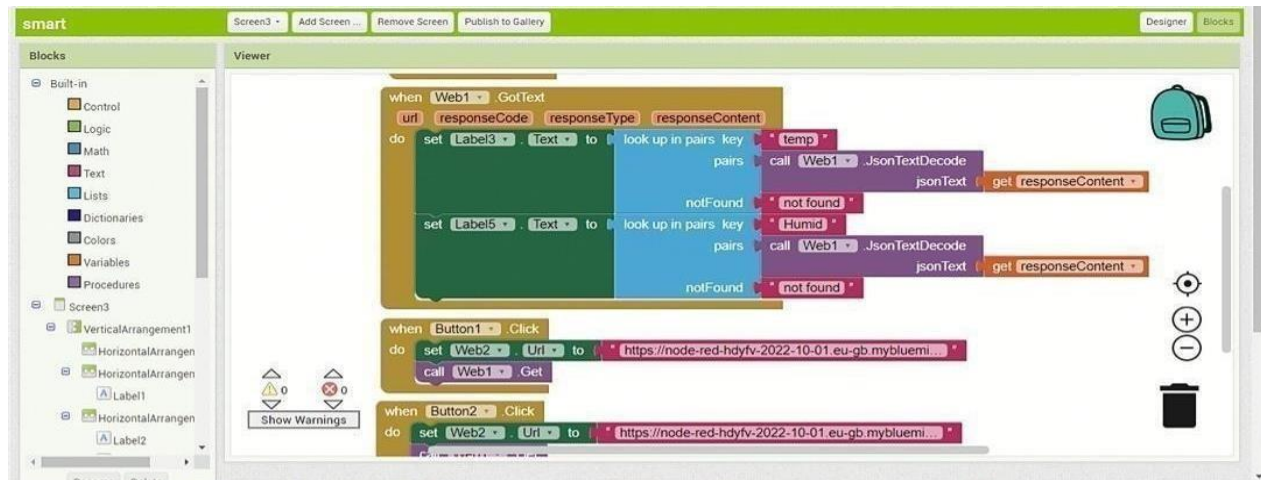 smart Screen3 Add Screen ... Remove Screen Publish to Gallery Designer Blocks
Blocks Viewer
Built-in
Control
Logic
Math
Text
Lists
Dictionaries
Colors
Variables
Procedures
Screen3
VerticalArrangement1
HorizontalArrangen
HorizontalArrangen
Label1
HorizontalArrangen
Label2
when Web1 .GotText
url responseCode responseType responseContent
do set Label3 . Text to look up in pairs key " temp "
pairs call Web1 .JsonTextDecode
jsonText get responseContent
notFound " not found "
set Label5 . Text to look up in pairs key " Humid "
pairs call Web1 .JsonTextDecode
jsonText get responseContent
notFound " not found "
when Button1 .Click
do set Web2 . Url to " https://node-red-hdyfv-2022-10-01.eu-gb.mybluemi... "
call Web1 .Get
when Button2 .Click
do set Web2 . Url to " https://node-red-hdyfv-2022-10-01.eu-gb.mybluemi... "
0 0
Show Warnings